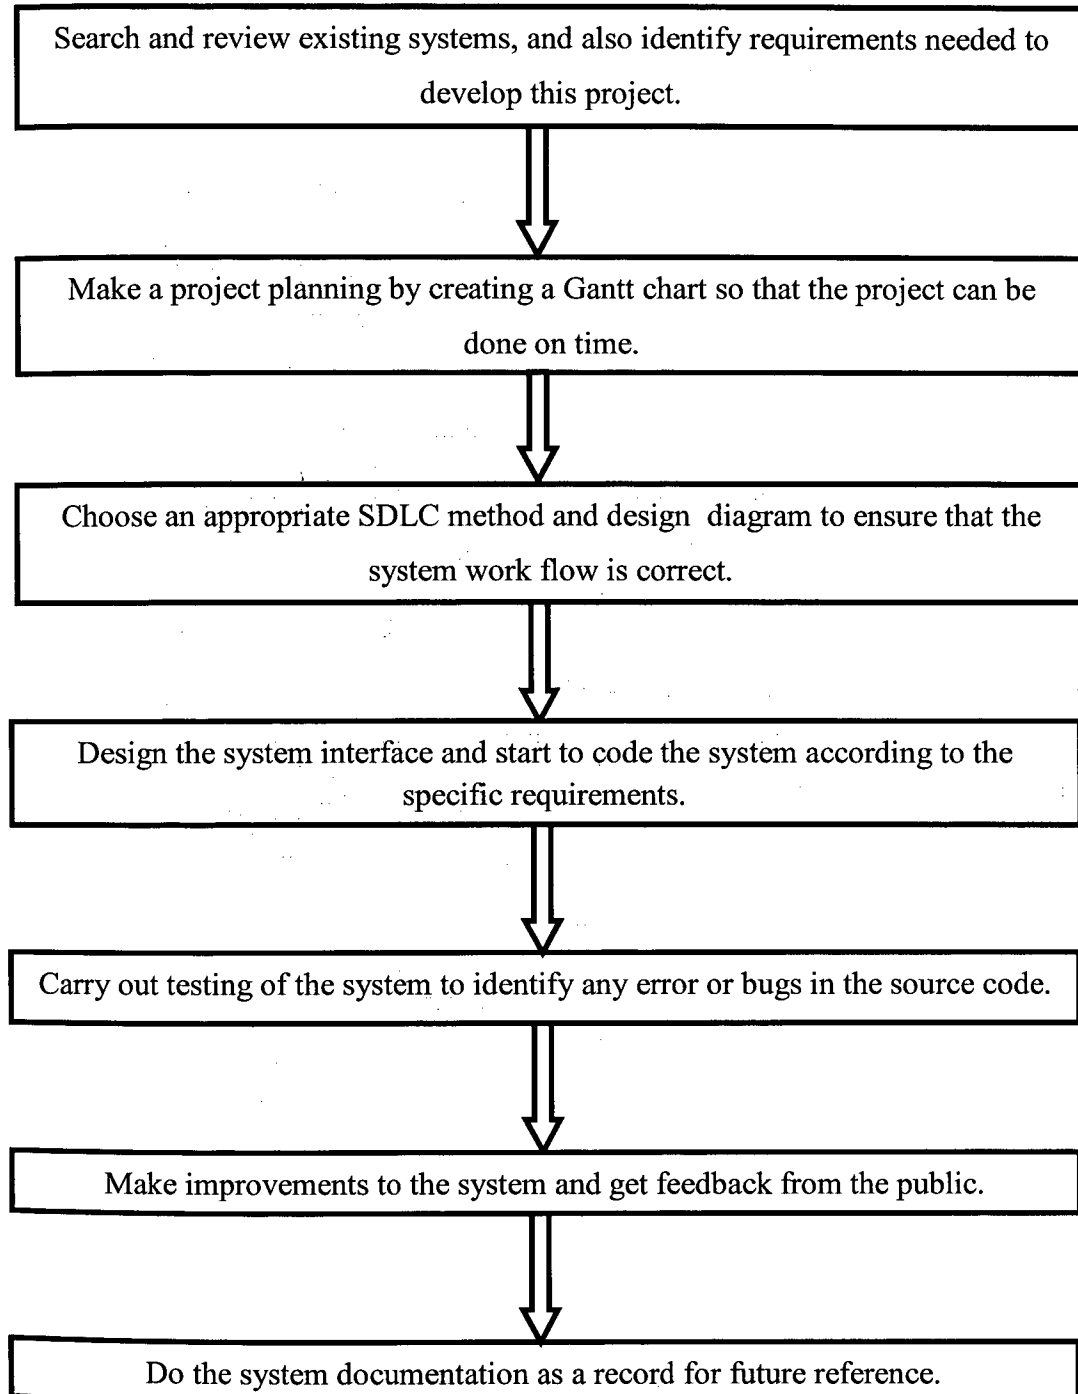 Search and review existing systems, and also identify requirements needed to
develop this project.
Make a project planning by creating a Gantt chart so that the project can be
done on time.
Choose an appropriate SDLC method and design diagram to ensure that the
system work flow is correct.
Design the system interface and start to code the system according to the
specific requirements.
Carry out testing of the system to identify any error or bugs in the source code.
Make improvements to the system and get feedback from the public.
Do the system documentation as a record for future reference.